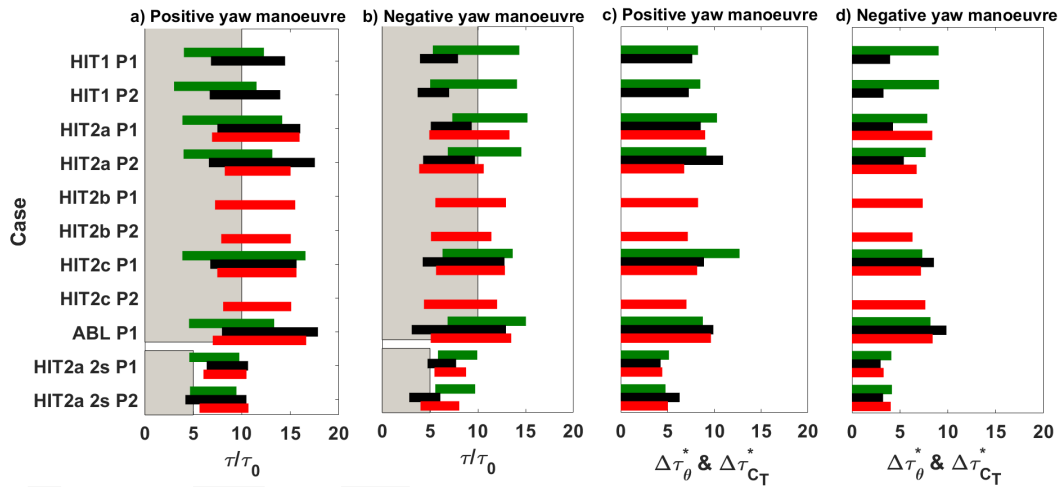 a) Positive yaw manoeuvre
b) Negative yaw manoeuvre
c) Positive yaw manoeuvre
d) Negative yaw manoeuvre
Case
HIT1 P1
HIT1 P2
HIT2a P1
HIT2a P2
HIT2b P1
HIT2b P2
HIT2c P1
HIT2c P2
ABL P1
HIT2a 2s P1
HIT2a 2s P2
0 5 10 15 20
0 5 10 15 20
0 5 10 15 20
0 5 10 15 20
τ/τ₀
τ/τ₀
Δτ*θ & Δτ*C_T
Δτ*θ & Δτ*C_T